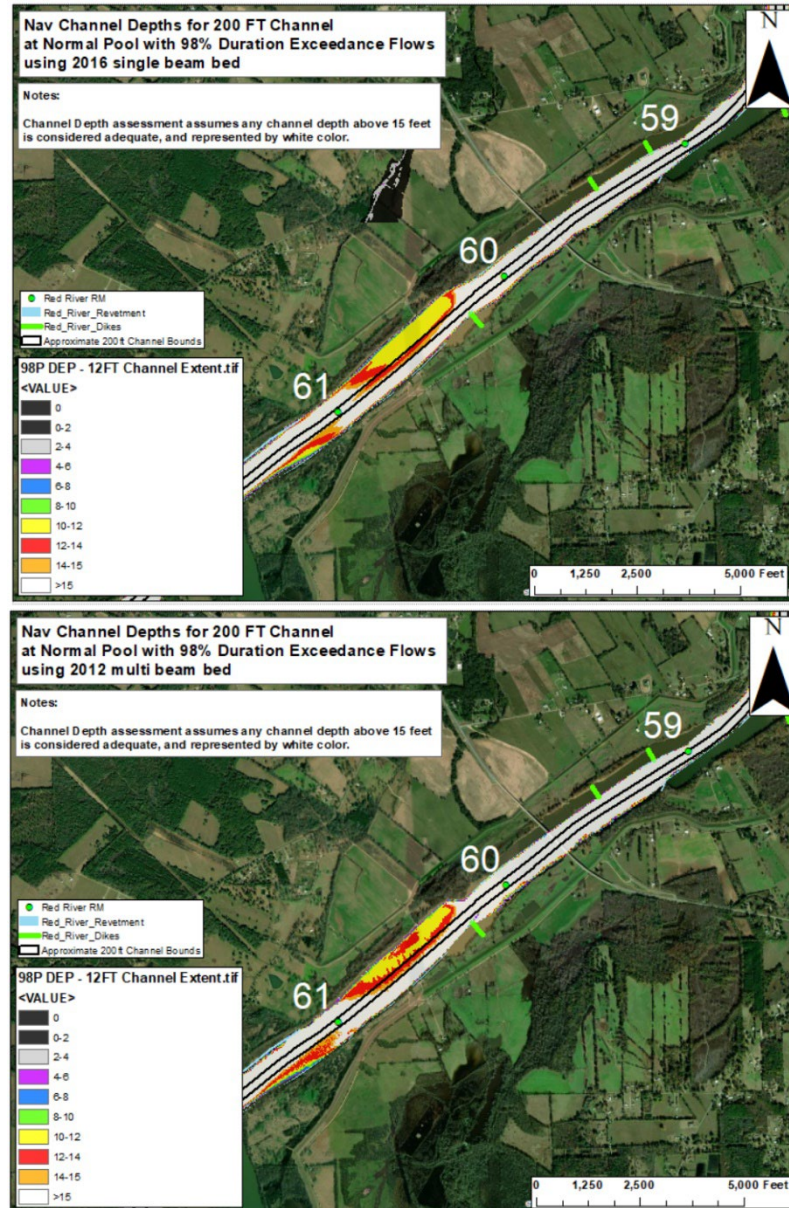 Nav Channel Depths for 200 FT Channel
at Normal Pool with 98% Duration Exceedance Flows
using 2016 single beam bed
Notes:
Channel Depth assessment assumes any channel depth above 15 feet
is considered adequate, and represented by white color.
N
59
60
61
Red River RM
Red_River_Revetment
Red_River_Dikes
Approximate 200ft Channel Bounds
98P DEP - 12FT Channel Extent.tif
<VALUE>
0
0-2
2-4
4-6
6-8
8-10
10-12
12-14
14-15
>15
0 1,250 2,500 5,000 Feet
Nav Channel Depths for 200 FT Channel
at Normal Pool with 98% Duration Exceedance Flows
using 2012 multi beam bed
Notes:
Channel Depth assessment assumes any channel depth above 15 feet
is considered adequate, and represented by white color.
N
59
60
61
Red River RM
Red_River_Revetment
Red_River_Dikes
Approximate 200ft Channel Bounds
98P DEP - 12FT Channel Extent.tif
<VALUE>
0
0-2
2-4
4-6
6-8
8-10
10-12
12-14
14-15
>15
0 1,250 2,500 5,000 Feet